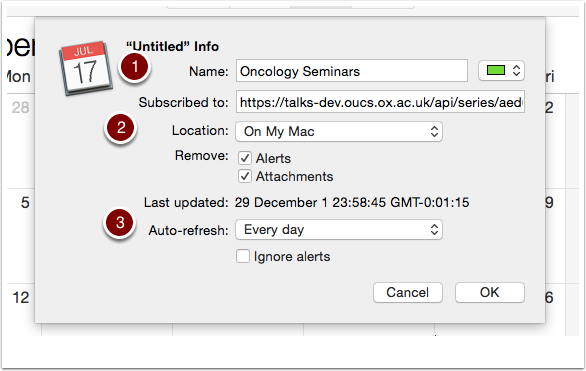 ber
Mon
ri
28
5
9
12
6
JUL
17
"Untitled" Info
1
Name: Oncology Seminars
Subscribed to: https://talks-dev.oucs.ox.ac.uk/api/series/aed
2
Location: On My Mac
Remove: Alerts
Attachments
Last updated: 29 December 1 23:58:45 GMT-0:01:15
3
Auto-refresh: Every day
Ignore alerts
Cancel OK